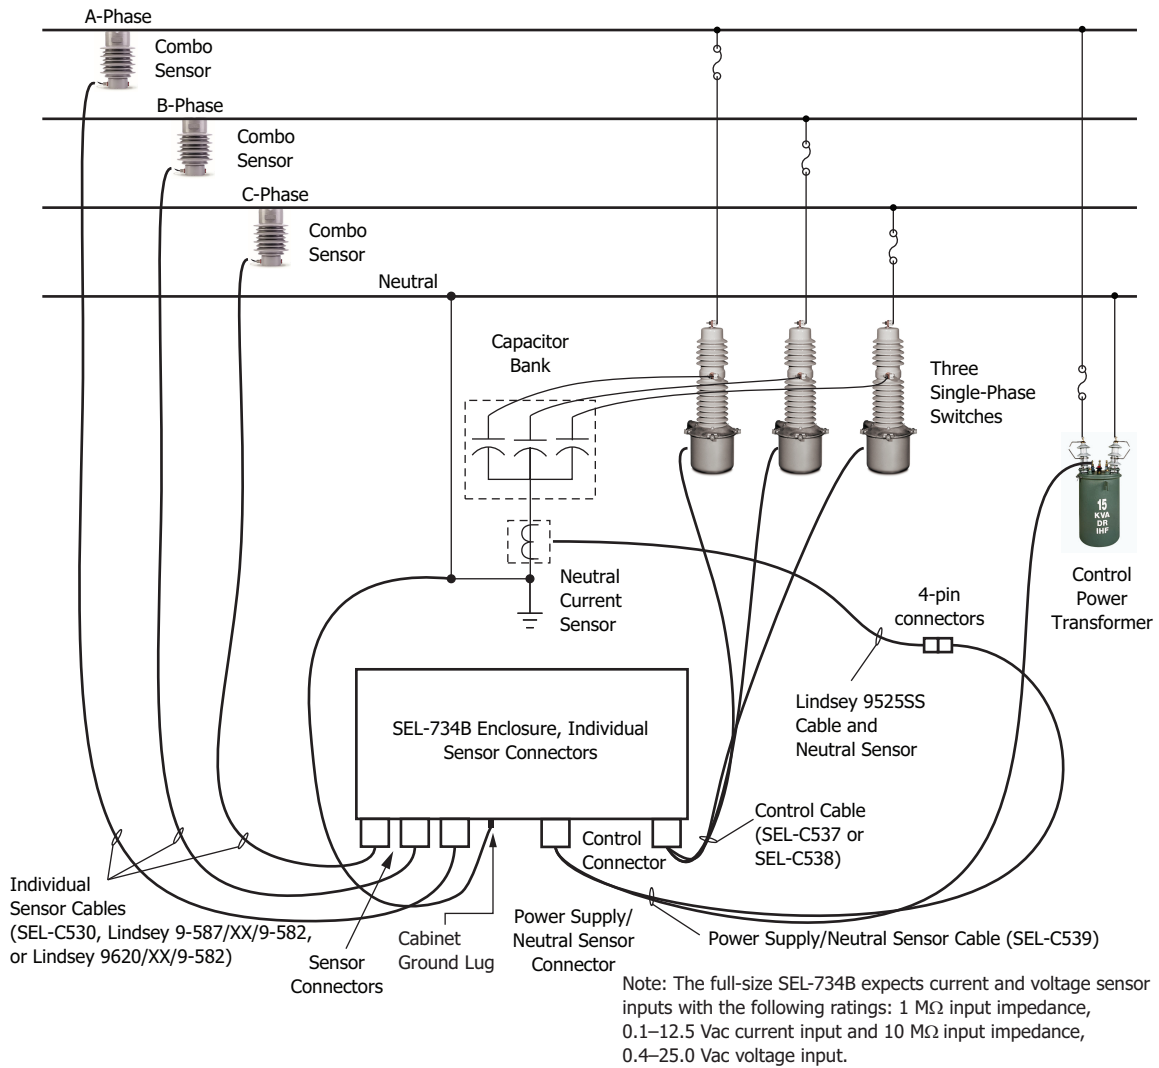 A-Phase
Combo
Sensor
B-Phase
Combo
Sensor
C-Phase
Combo
Sensor
Neutral
Capacitor
Bank
Three
Single-Phase
Switches
15
KVA
DR
IHF
Neutral
Current
Sensor
4-pin
connectors
Control
Power
Transformer
Lindsey 9525SS
Cable and
Neutral Sensor
SEL-734B Enclosure, Individual
Sensor Connectors
Control
Connector
Control Cable
(SEL-C537 or
SEL-C538)
Individual
Sensor Cables
(SEL-C530, Lindsey 9-587/XX/9-582,
or Lindsey 9620/XX/9-582)
Sensor
Connectors
Cabinet
Ground Lug
Power Supply/
Neutral Sensor
Connector
Power Supply/Neutral Sensor Cable (SEL-C539)
Note: The full-size SEL-734B expects current and voltage sensor
inputs with the following ratings: 1 MΩ input impedance,
0.1–12.5 Vac current input and 10 MΩ input impedance,
0.4–25.0 Vac voltage input.